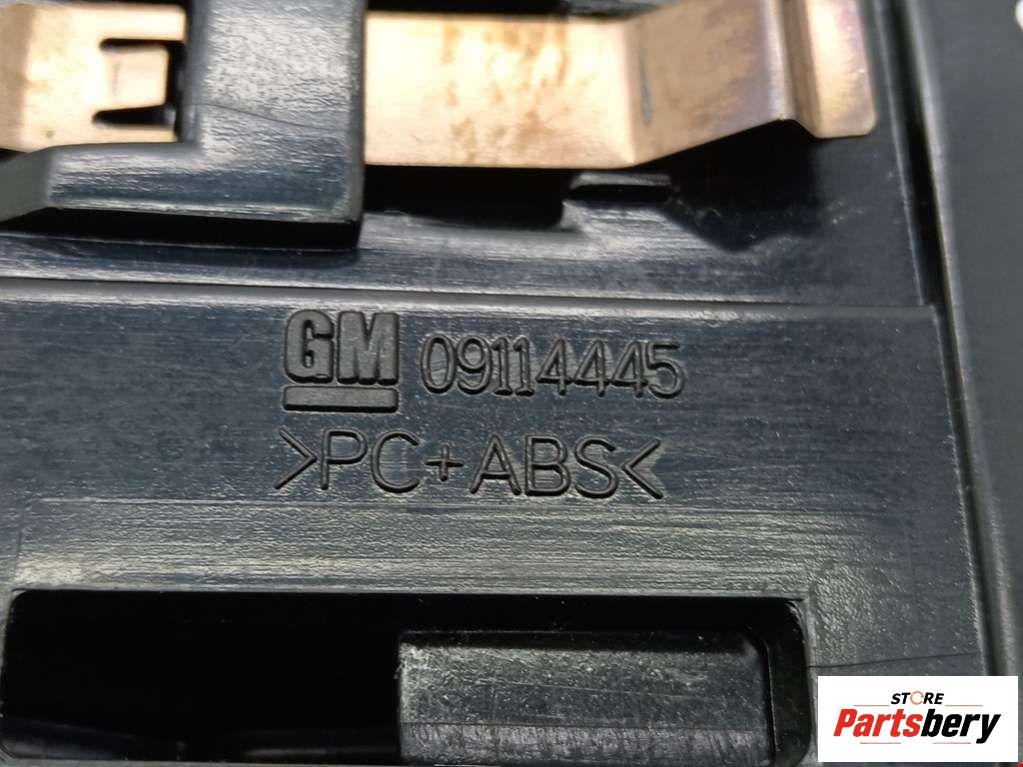 GM 09114445
>PC+ABS<
STORE
Partsbery